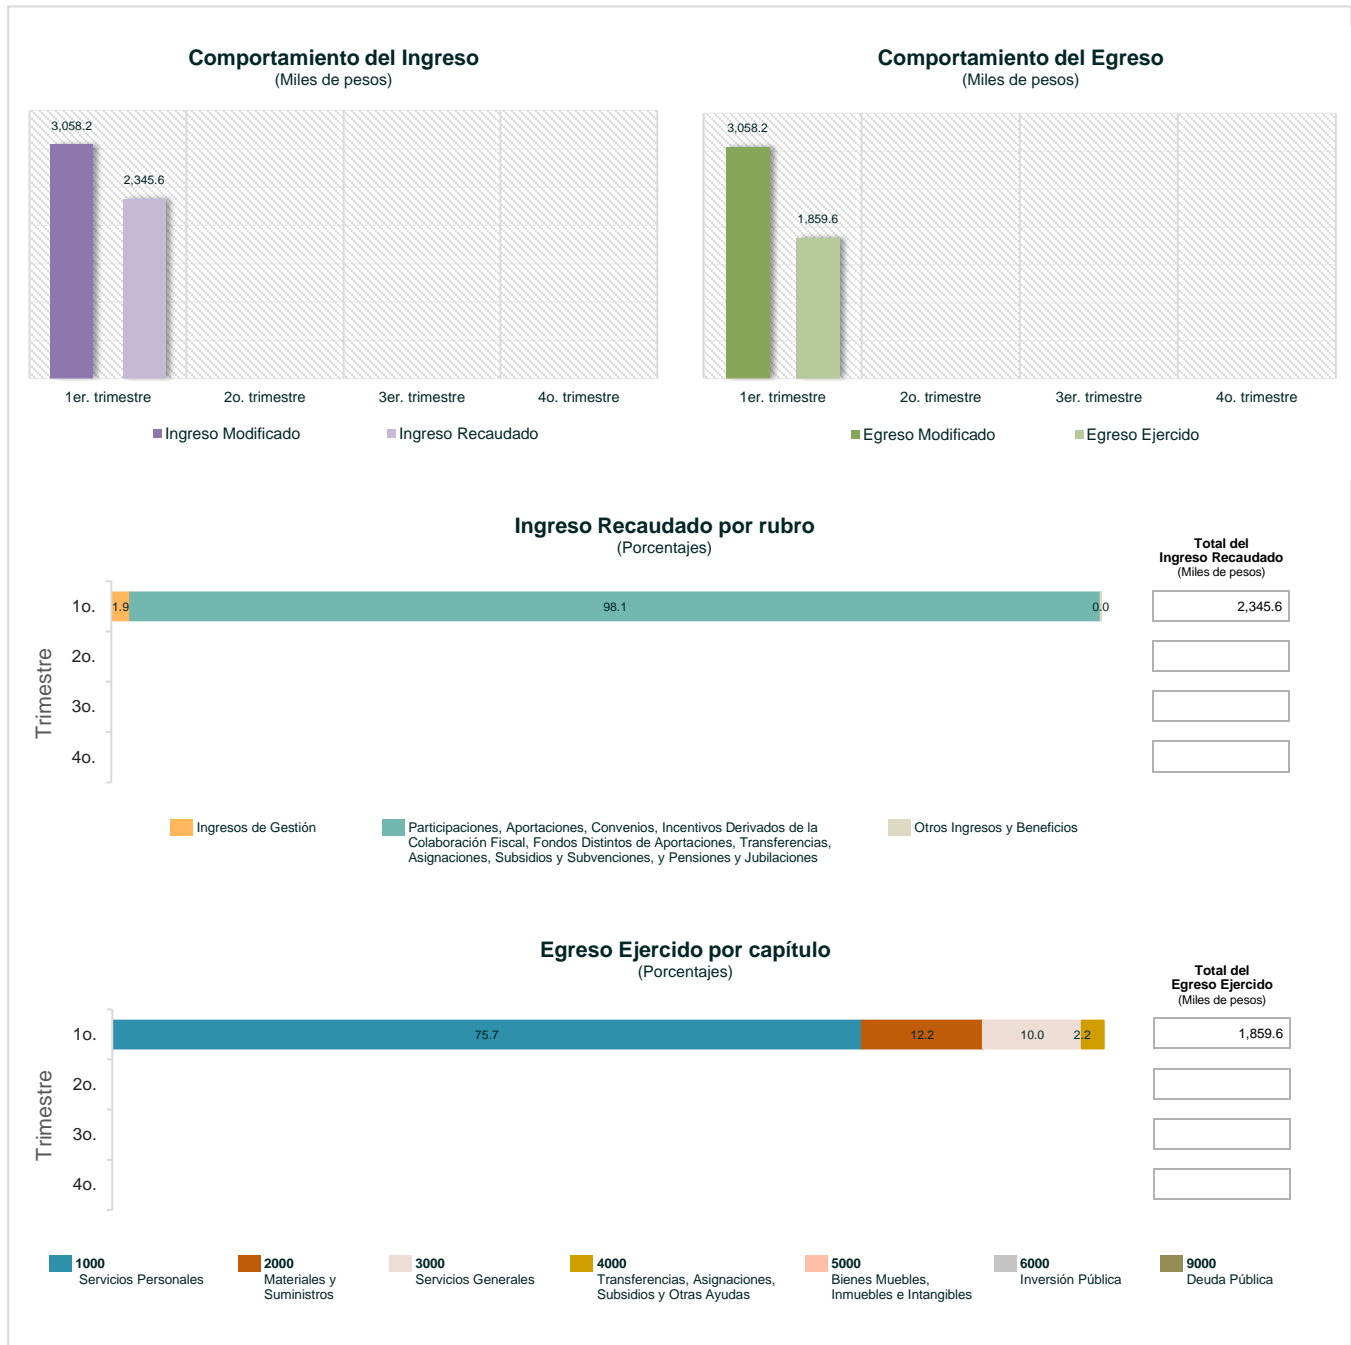 Comportamiento del Ingreso
(Miles de pesos)
3,058.2
2,345.6
1er. trimestre
2o. trimestre
3er. trimestre
4o. trimestre
Ingreso Modificado
Ingreso Recaudado
Comportamiento del Egreso
(Miles de pesos)
3,058.2
1,859.6
1er. trimestre
2o. trimestre
3er. trimestre
4o. trimestre
Egreso Modificado
Egreso Ejercido
Ingreso Recaudado por rubro
(Porcentajes)
Total del
Ingreso Recaudado
(Miles de pesos)
Trimestre
1o.
1.9
98.1
0.0
2,345.6
2o.
3o.
4o.
Ingresos de Gestión
Participaciones, Aportaciones, Convenios, Incentivos Derivados de la
Colaboración Fiscal, Fondos Distintos de Aportaciones, Transferencias,
Asignaciones, Subsidios y Subvenciones, y Pensiones y Jubilaciones
Otros Ingresos y Beneficios
Egreso Ejercido por capítulo
(Porcentajes)
Total del
Egreso Ejercido
(Miles de pesos)
Trimestre
1o.
75.7
12.2
10.0
2.2
1,859.6
2o.
3o.
4o.
1000
Servicios Personales
2000
Materiales y
Suministros
3000
Servicios Generales
4000
Transferencias, Asignaciones,
Subsidios y Otras Ayudas
5000
Bienes Muebles,
Inmuebles e Intangibles
6000
Inversión Pública
9000
Deuda Pública